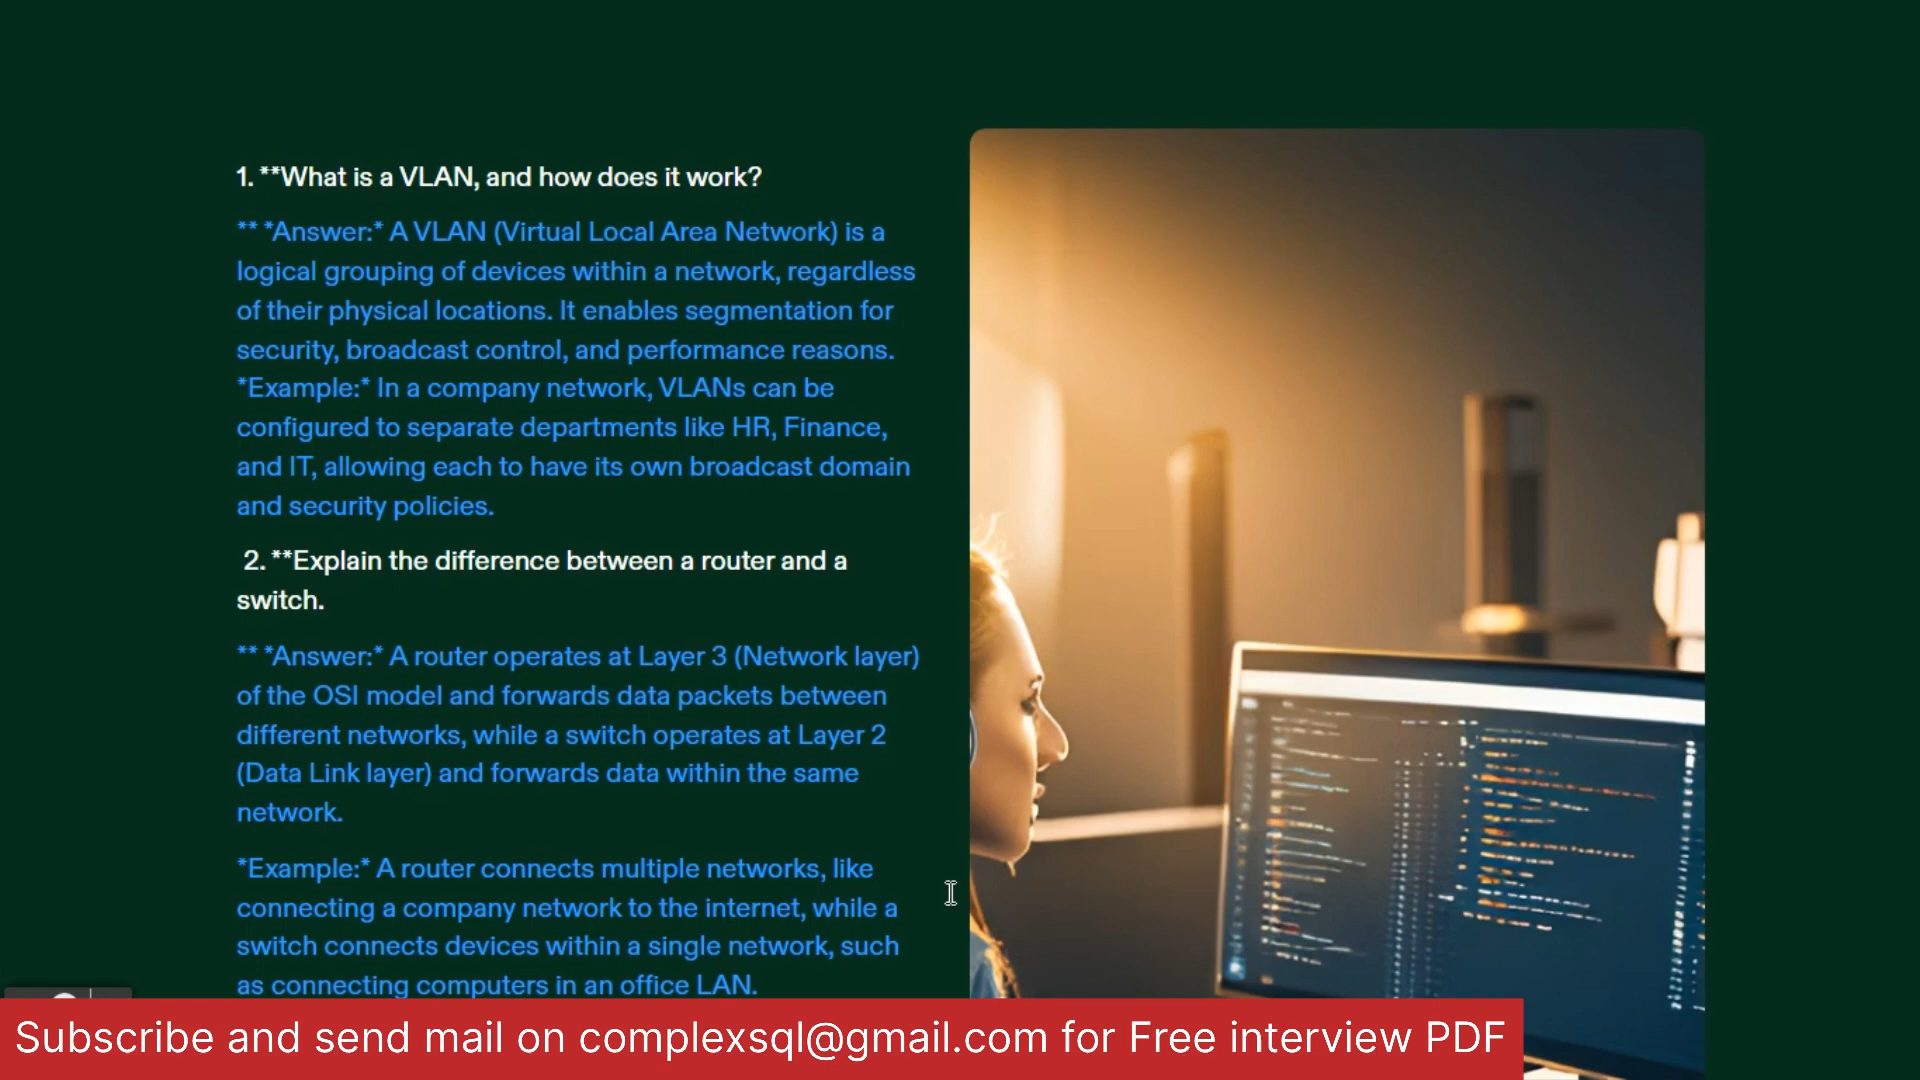 1. **What is a VLAN, and how does it work?
** *Answer:* A VLAN (Virtual Local Area Network) is a
logical grouping of devices within a network, regardless
of their physical locations. It enables segmentation for
security, broadcast control, and performance reasons.
*Example:* In a company network, VLANs can be
configured to separate departments like HR, Finance,
and IT, allowing each to have its own broadcast domain
and security policies.
2. **Explain the difference between a router and a
switch.
** *Answer:* A router operates at Layer 3 (Network layer)
of the OSI model and forwards data packets between
different networks, while a switch operates at Layer 2
(Data Link layer) and forwards data within the same
network.
*Example:* A router connects multiple networks, like
connecting a company network to the internet, while a
switch connects devices within a single network, such
as connecting computers in an office LAN.
Subscribe and send mail on complexsql@gmail.com for Free interview PDF